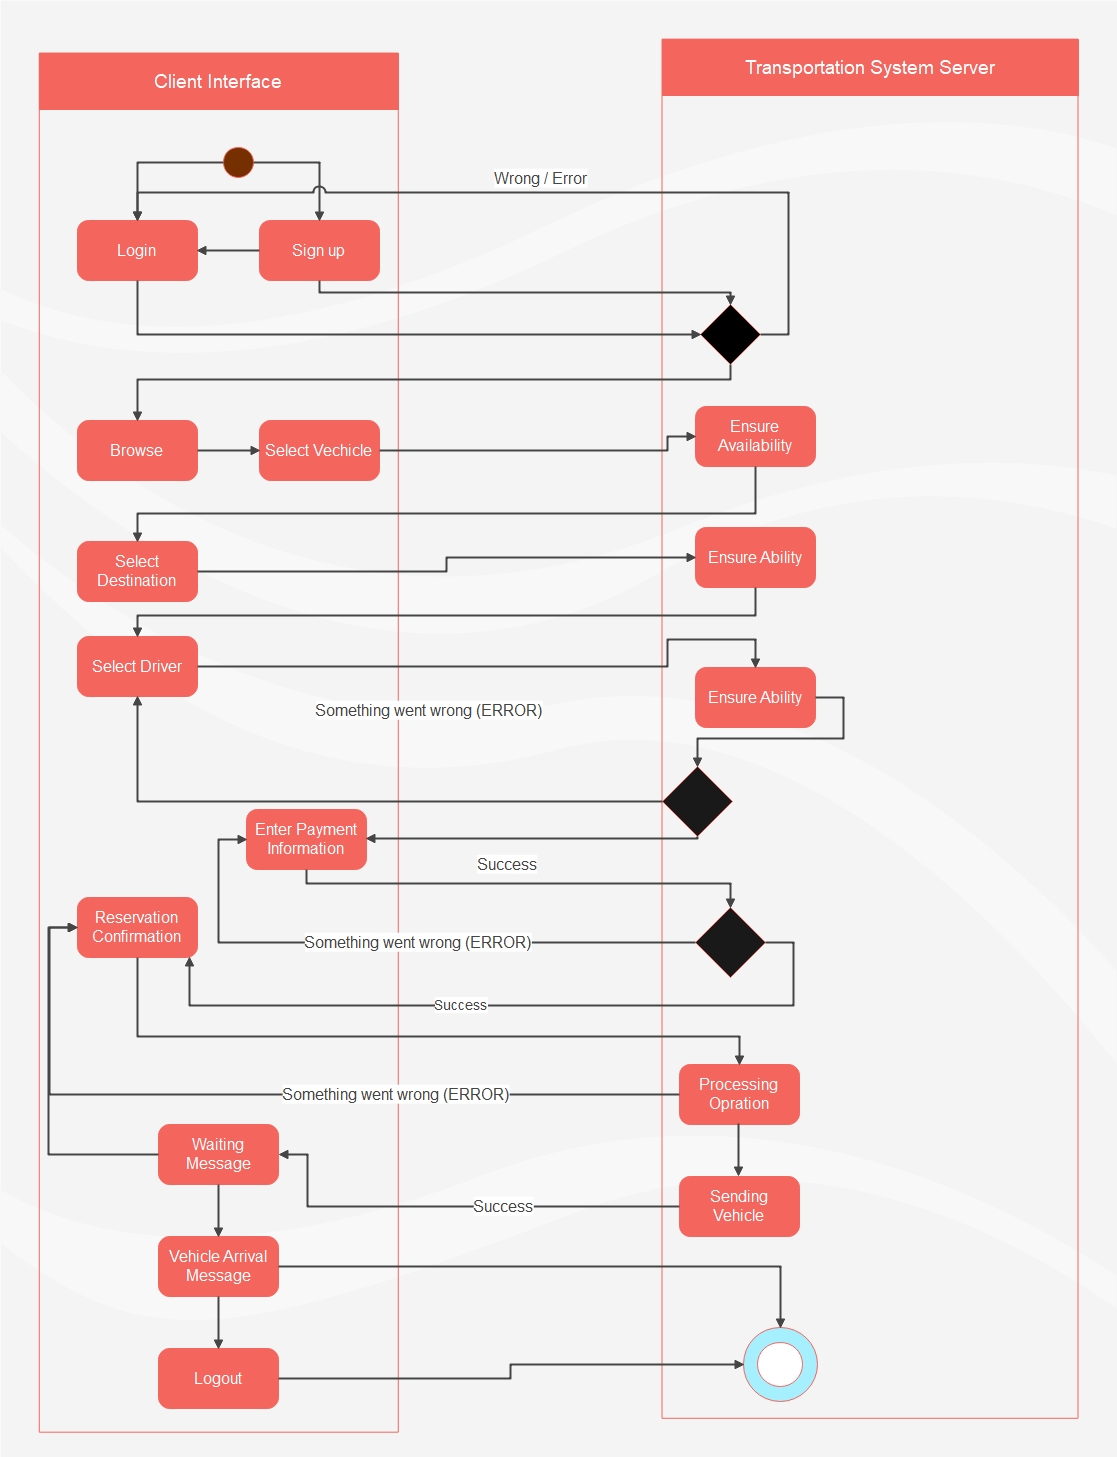 Client Interface
Transportation System Server
Wrong / Error
Login
Sign up
Browse
Select Vechicle
Ensure
Availability
Select
Destination
Ensure Ability
Select Driver
Ensure Ability
Something went wrong (ERROR)
Enter Payment
Information
Success
Reservation
Confirmation
Something went wrong (ERROR)
Success
Processing
Opration
Something went wrong (ERROR)
Waiting
Message
Sending
Vehicle
Success
Vehicle Arrival
Message
Logout